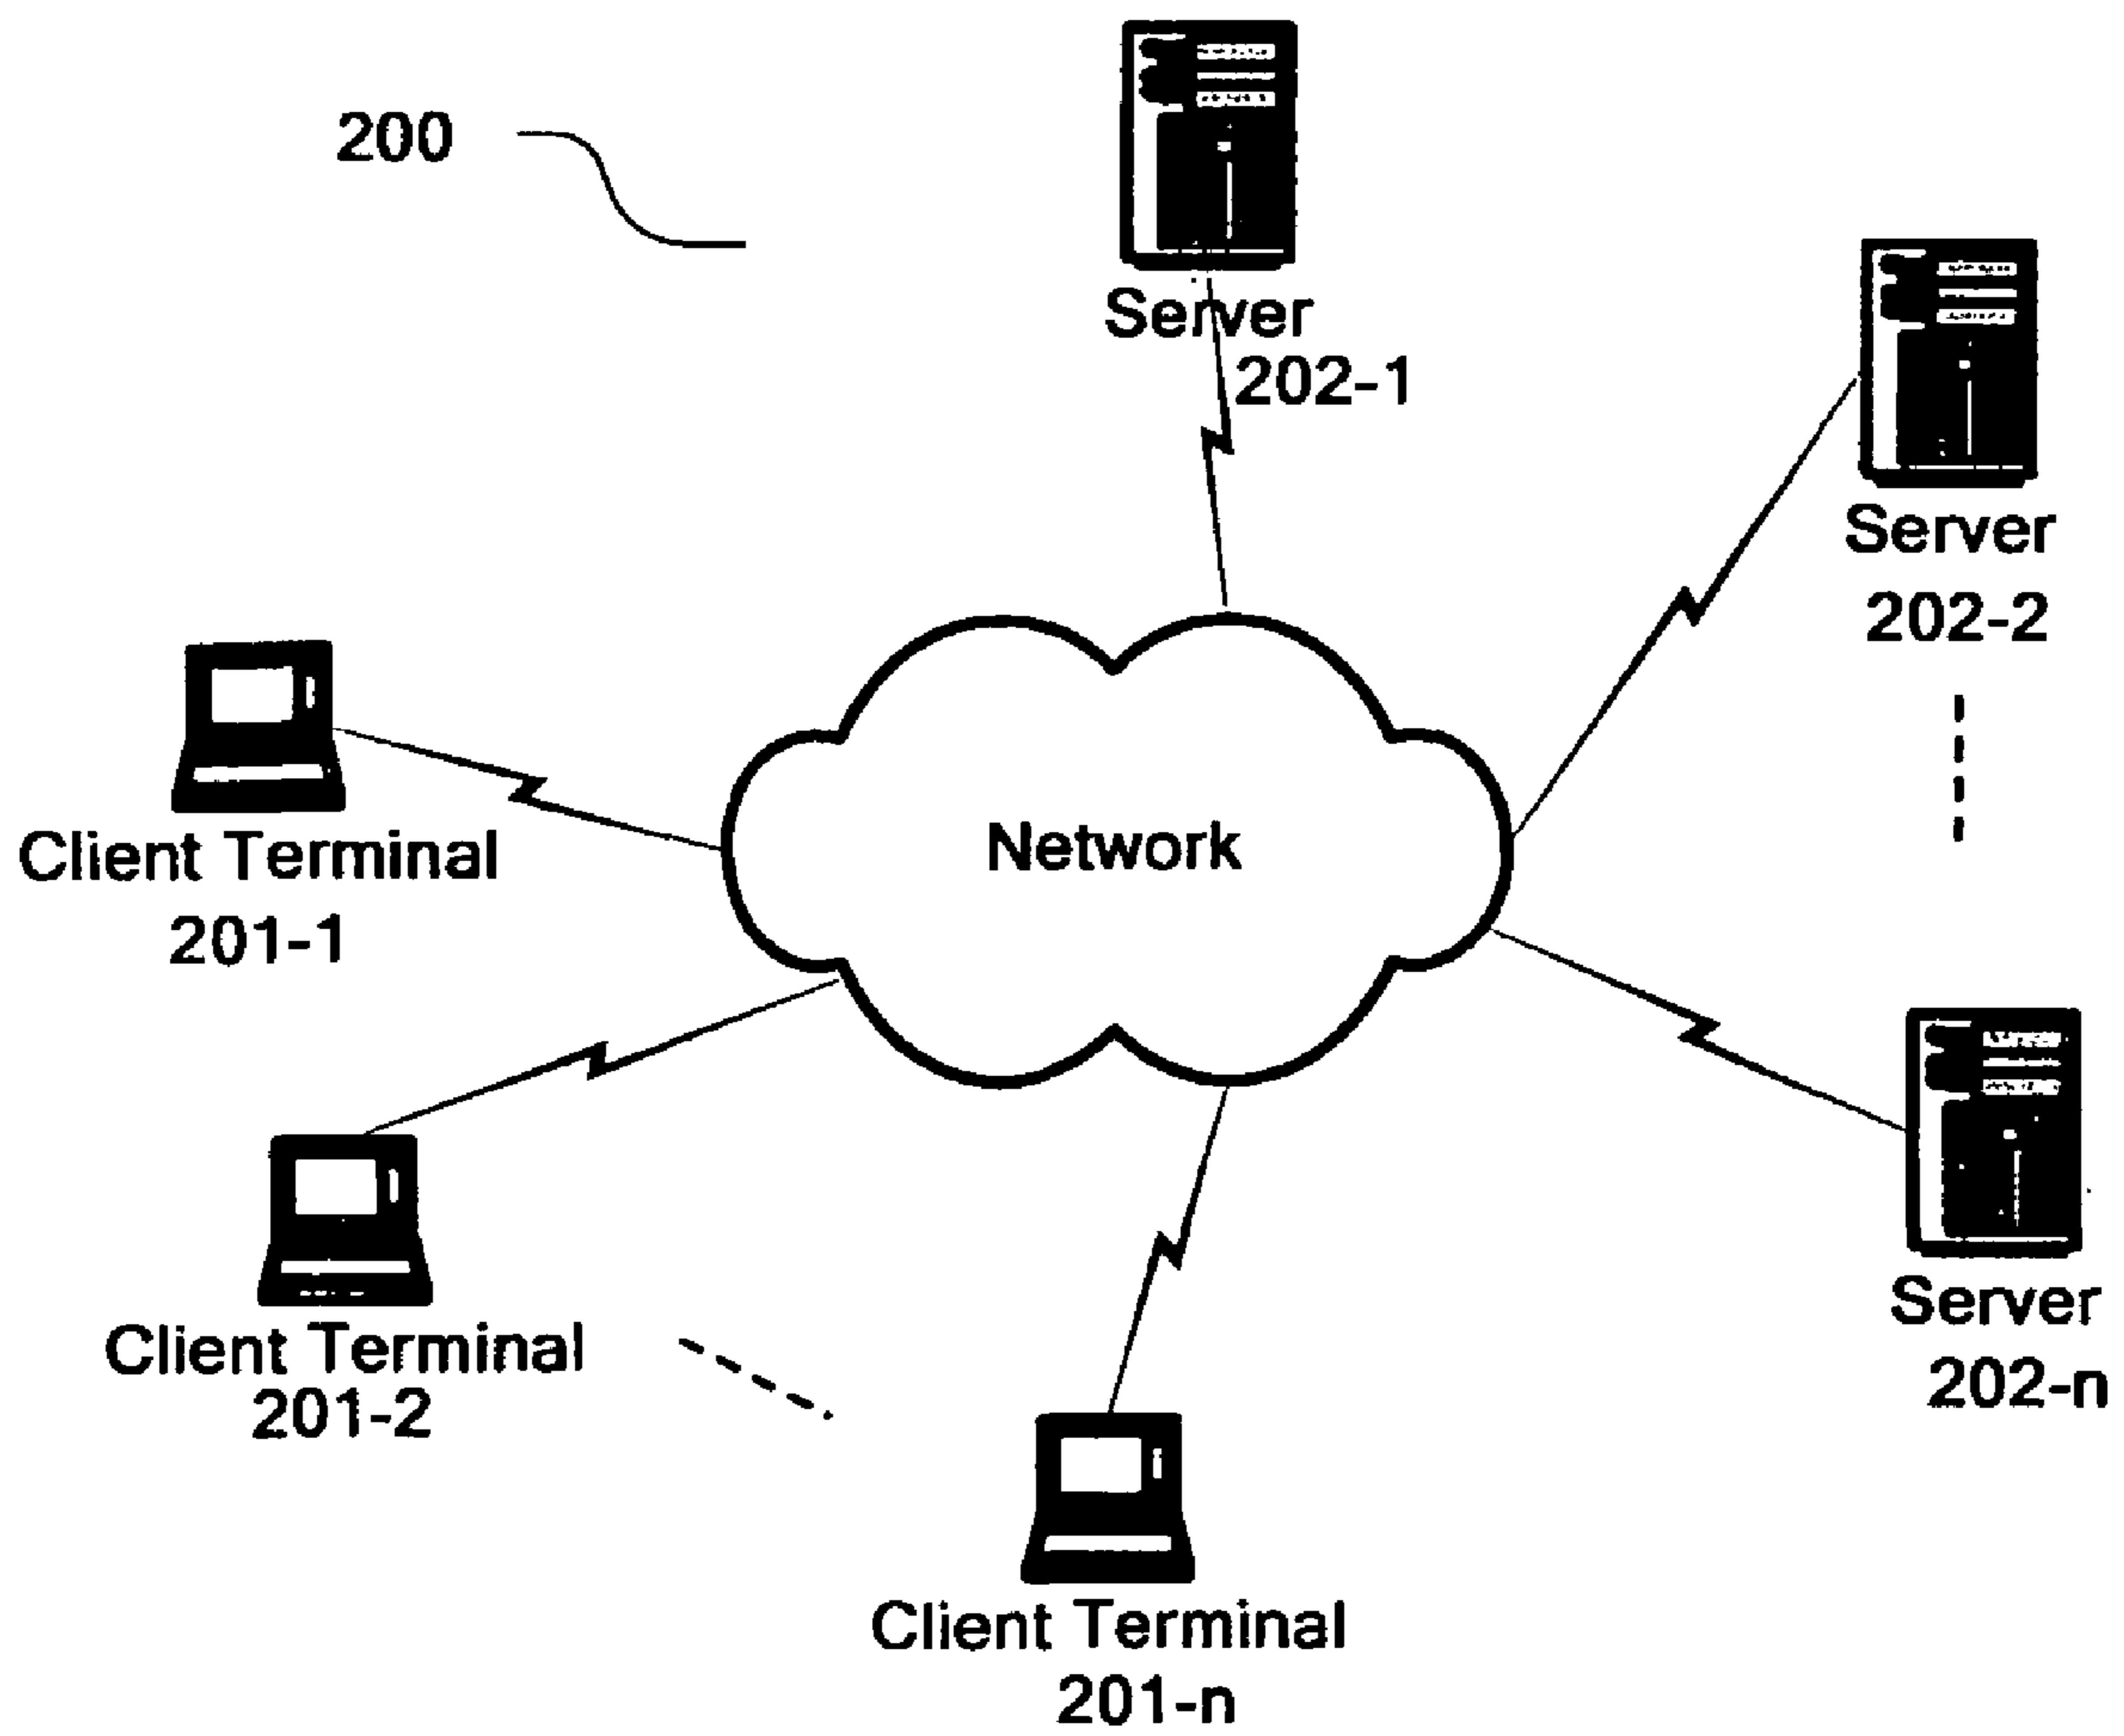 200
Server
202-1
Server
202-2
Client Terminal
201-1
Network
Client Terminal
201-2
Server
202-n
Client Terminal
201-n